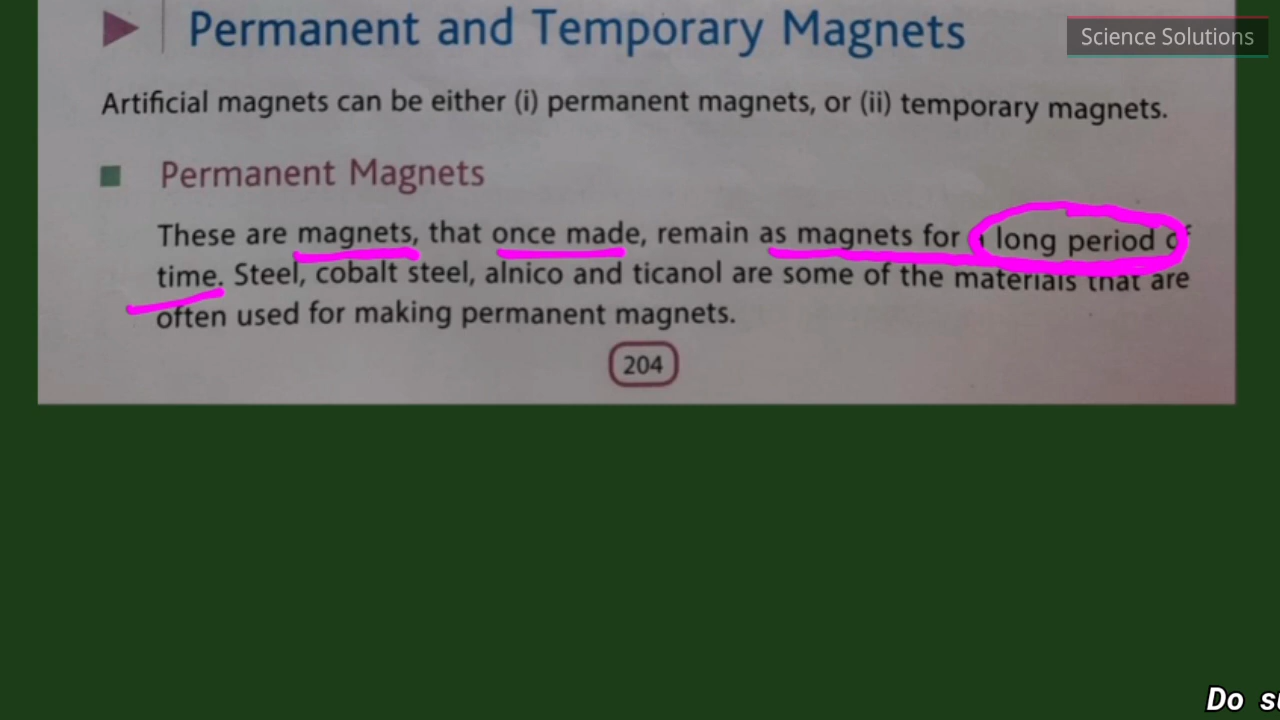 Permanent and Temporary Magnets
Science Solutions
Artificial magnets can be either (i) permanent magnets, or (ii) temporary magnets.
Permanent Magnets
These are magnets, that once made, remain as magnets for a long period of
time. Steel, cobalt steel, alnico and ticanol are some of the materials that are
often used for making permanent magnets.
204
Do